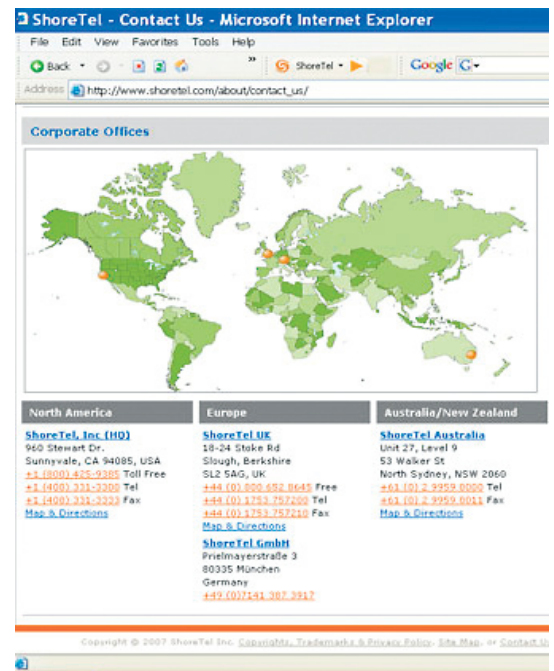 ShoreTel - Contact Us - Microsoft Internet Explorer
File Edit View Favorites Tools Help
Back » ShoreTel Google G
Address http://www.shoretel.com/about/contact_us/
Corporate Offices
North America
ShoreTel, Inc (HQ)
960 Stewart Dr.
Sunnyvale, CA 94085, USA
+1 (800) 425-9385 Toll Free
+1 (408) 331-3300 Tel
+1 (408) 331-3333 Fax
Map & Directions
Europe
ShoreTel UK
18-24 Stoke Rd
Slough, Berkshire
SL2 5AG, UK
+44 (0) 800 652 8645 Free
+44 (0) 1753 757200 Tel
+44 (0) 1753 757210 Fax
Map & Directions
ShoreTel GmbH
Prielmayerstraße 3
80335 München
Germany
+49 (0)7141 387 3917
Australia/New Zealand
ShoreTel Australia
Unit 27, Level 9
53 Walker St
North Sydney, NSW 2060
+61 (0) 2 9959 8000 Tel
+61 (0) 2 9959 8011 Fax
Map & Directions
Copyright © 2007 ShoreTel Inc. Copyrights, Trademarks & Privacy Policy. Site Map. or Contact U